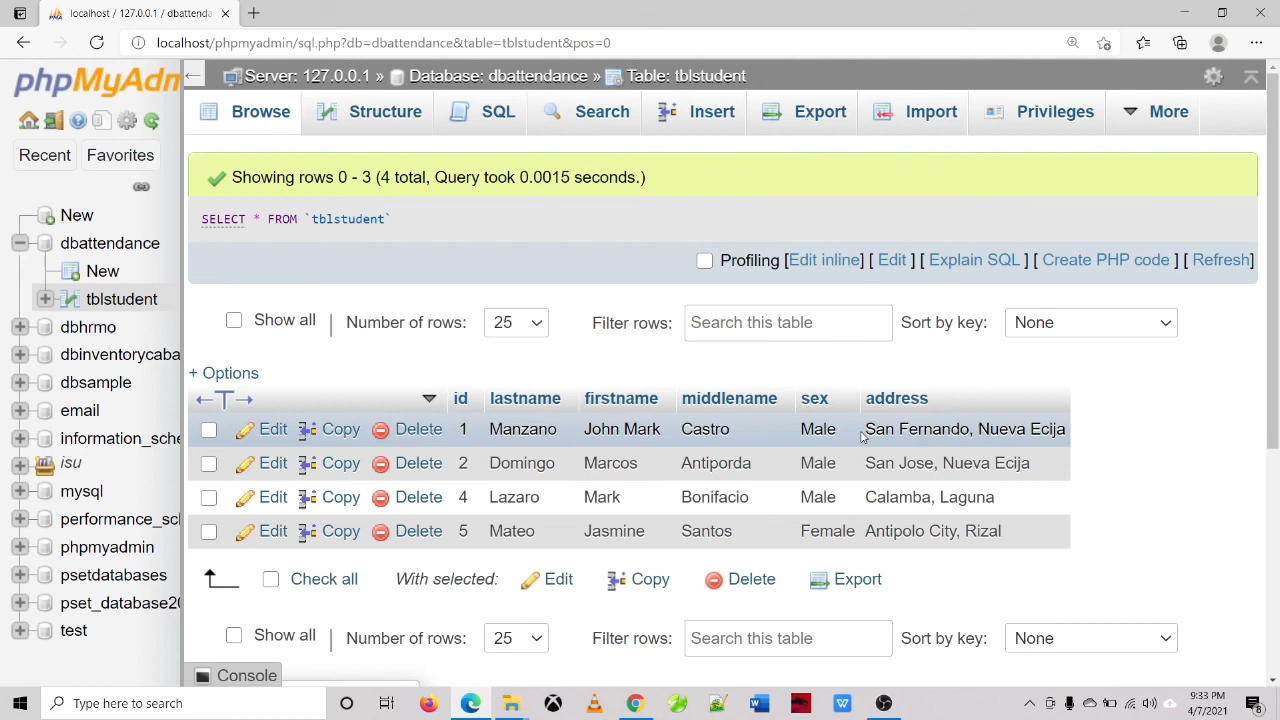 localhost / 127.0.0.1 / dbattenda
localhost/phpmyadmin/sql.php?db=dbattendance&table=tblstudent&pos=0
phpMyAdm
Recent Favorites
New
dbattendance
New
tblstudent
dbhrmo
dbinventorycaba
dbsample
email
information_sche
isu
mysql
performance_sch
phpmyadmin
psetdatabases
pset_database20
test
Server: 127.0.0.1 » Database: dbattendance » Table: tblstudent
Browse Structure SQL Search Insert Export Import Privileges More
Showing rows 0 - 3 (4 total, Query took 0.0015 seconds.)
SELECT * FROM `tblstudent`
Profiling [Edit inline] [ Edit ] [ Explain SQL ] [ Create PHP code ] [ Refresh]
Show all Number of rows: 25 Filter rows: Search this table Sort by key: None
+ Options
←T→ id lastname firstname middlename sex address
Edit Copy Delete 1 Manzano John Mark Castro Male San Fernando, Nueva Ecija
Edit Copy Delete 2 Domingo Marcos Antiporda Male San Jose, Nueva Ecija
Edit Copy Delete 4 Lazaro Mark Bonifacio Male Calamba, Laguna
Edit Copy Delete 5 Mateo Jasmine Santos Female Antipolo City, Rizal
Check all With selected: Edit Copy Delete Export
Show all Number of rows: 25 Filter rows: Search this table Sort by key: None
Console
Type here to search
9:33 PM
4/7/2021